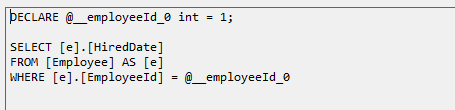 DECLARE @__employeeId_0 int = 1;
SELECT [e].[HiredDate]
FROM [Employee] AS [e]
WHERE [e].[EmployeeId] = @__employeeId_0